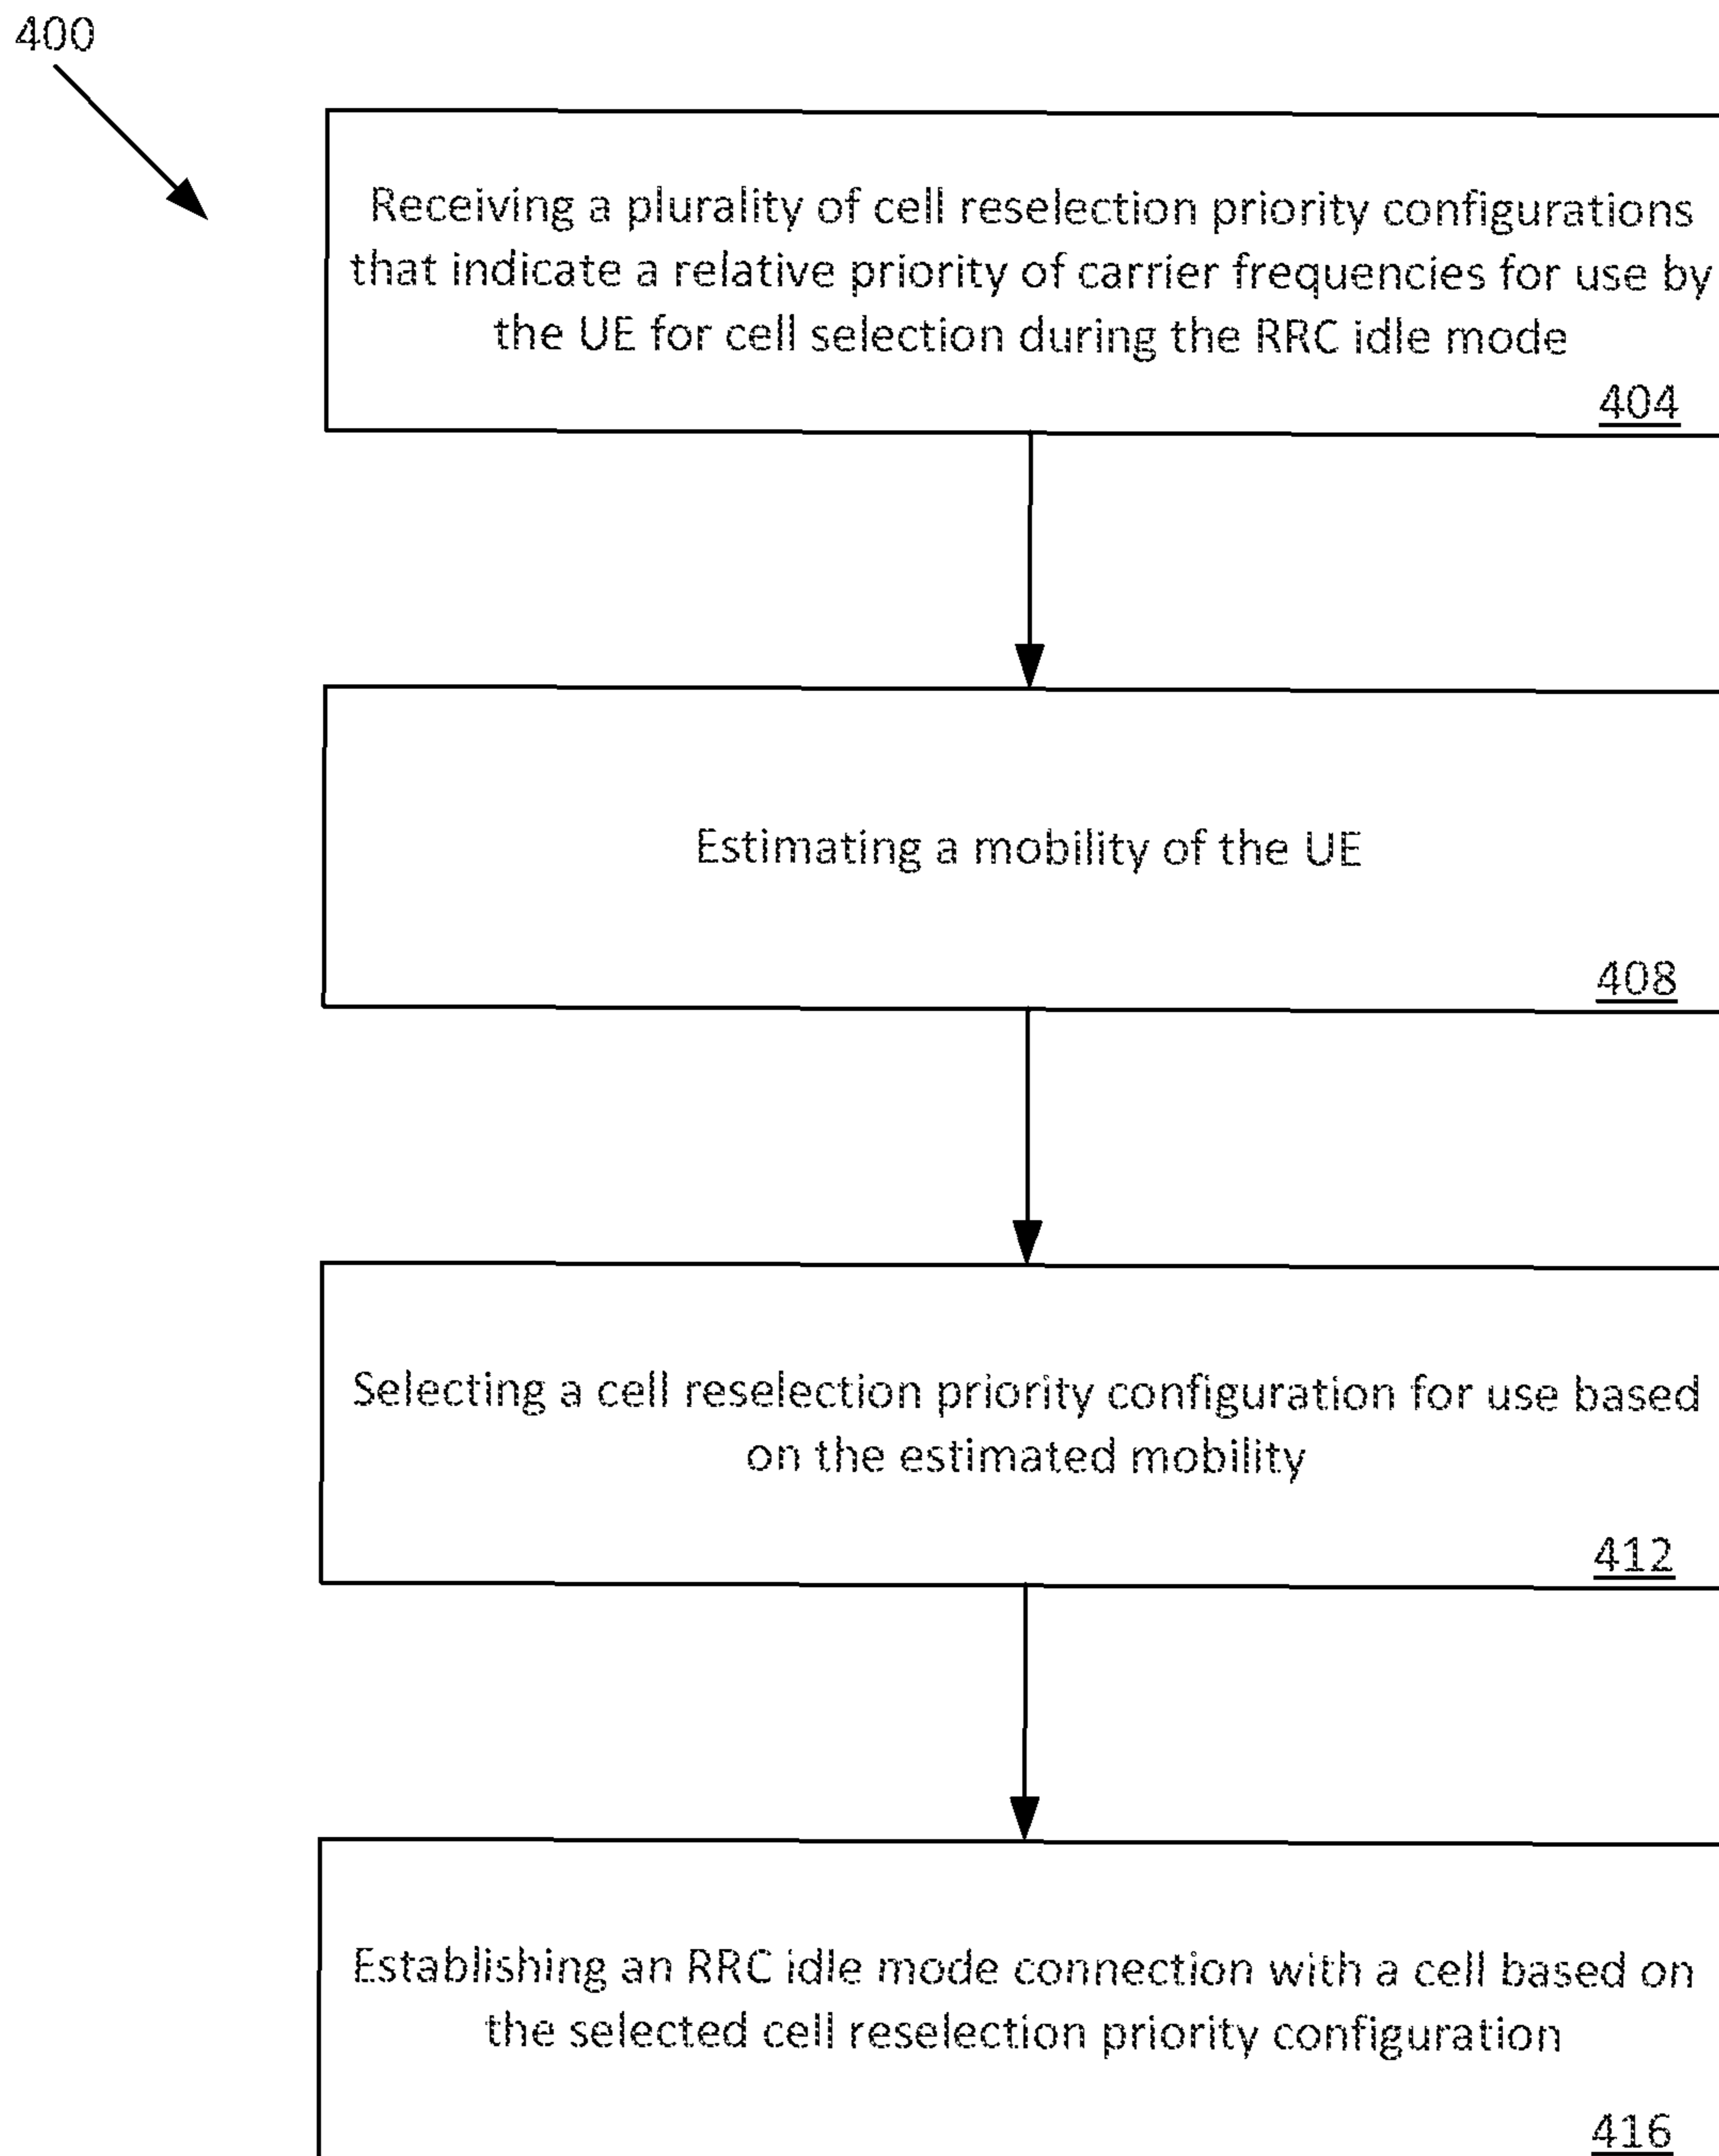 400
Receiving a plurality of cell reselection priority configurations
that indicate a relative priority of carrier frequencies for use by
the UE for cell selection during the RRC idle mode
404
Estimating a mobility of the UE
408
Selecting a cell reselection priority configuration for use based
on the estimated mobility
412
Establishing an RRC idle mode connection with a cell based on
the selected cell reselection priority configuration
416